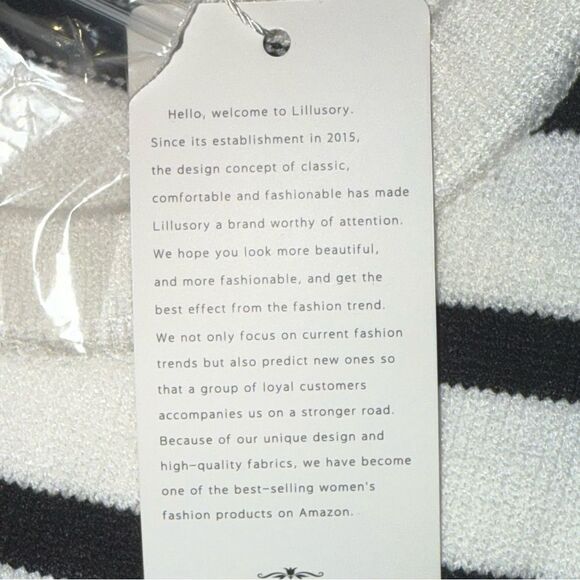 Hello, welcome to Lillusory.
Since its establishment in 2015,
the design concept of classic,
comfortable and fashionable has made
Lillusory a brand worthy of attention.
We hope you look more beautiful,
and more fashionable, and get the
best effect from the fashion trend.
We not only focus on current fashion
trends but also predict new ones so
that a group of loyal customers
accompanies us on a stronger road.
Because of our unique design and
high-quality fabrics, we have become
one of the best-selling women's
fashion products on Amazon.